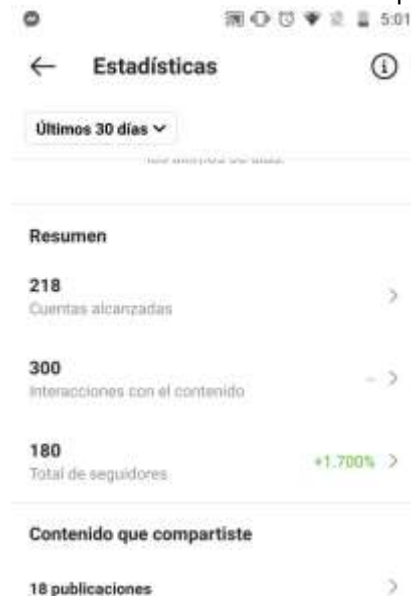 5:01
Estadísticas
Últimos 30 días
Resumen
218
Cuentas alcanzadas
300
Interacciones con el contenido
–
180
Total de seguidores
+1.700%
Contenido que compartiste
18 publicaciones